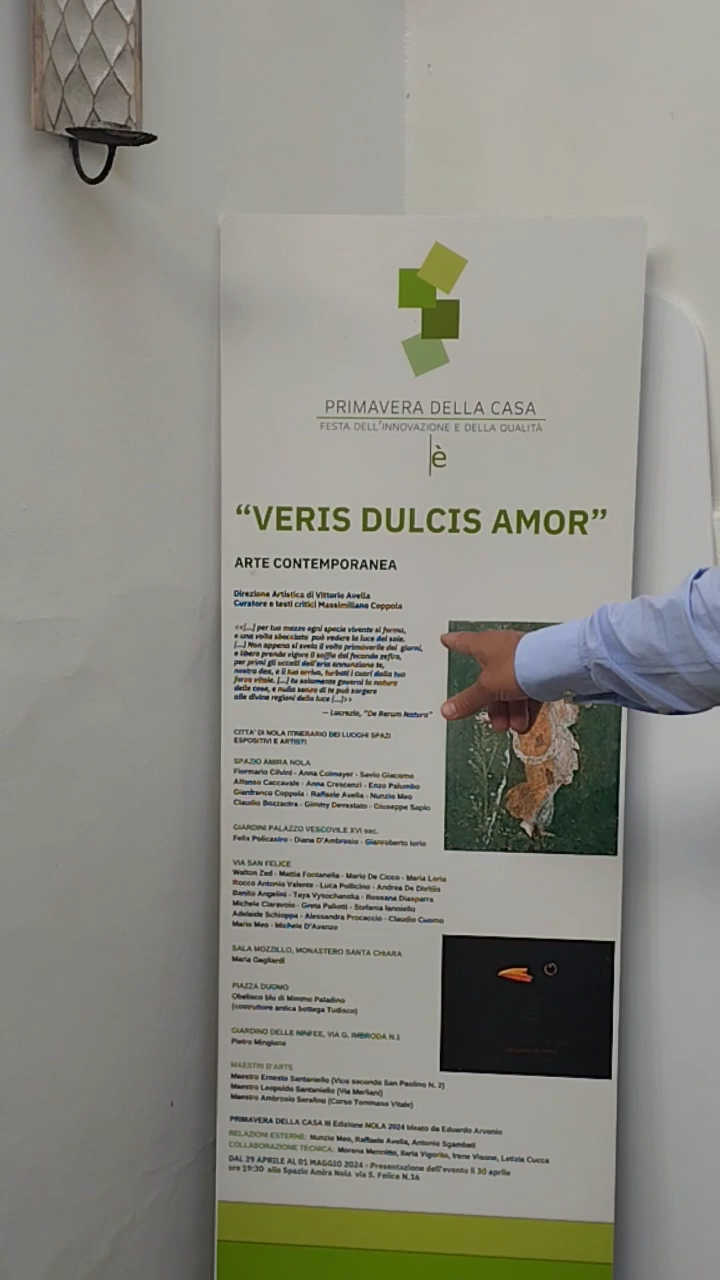 PRIMAVERA DELLA CASA
FESTA DELL'INNOVAZIONE E DELLA QUALITÀ
è
“VERIS DULCIS AMOR”
ARTE CONTEMPORANEA
Direzione Artistica di Vittorio Avella
Curatore e testi critici Massimiliano Coppola
<<[...] per tuo mezzo ogni specie vivente si forma,
e una volta sbocciata può vedere la luce del sole.
[...] Non appena si svela il volto primaverile dei giorni,
e libero prende vigore il soffio del fecondo zefiro,
per primi gli uccelli dell'aria annunziano te,
nostra dea, e il tuo arrivo, turbati i cuori dalla tua
forza vitale. [...] tu solamente governi la natura
delle cose, e nulla senza di te può sorgere
alle divine regioni della luce [...]>>
-- Lucrezio, "De Rerum Natura"
CITTA' DI NOLA ITINERARIO DEI LUOGHI SPAZI
ESPOSITIVI E ARTISTI
SPAZIO AMIRA NOLA
Fiormario Cilvini - Anna Colmayer - Savio Giacomo
Alfonso Caccavale - Anna Crescenzi - Enzo Palumbo
Gianfranco Coppola - Raffaele Avella - Nunzio Meo
Claudio Bozzaotra - Gimmy Devastato - Giuseppe Sapio
GIARDINI PALAZZO VESCOVILE XVI sec.
Felix Policastro - Diana D'Ambrosio - Gianroberto Iorio
VIA SAN FELICE
Walton Zed - Mattia Fontanella - Mario De Cicco - Maria Loria
Rocco Antonio Valente - Luca Pollicino - Andrea De Divitiis
Danilo Angelini - Taya Vysochanska - Rossana Diasparra
Michele Ciaravolo - Greta Pallotti - Stefania Ianniello
Adelaide Schioppa - Alessandra Procaccio - Claudio Cuomo
Mario Meo - Michele D'Avanzo
SALA MOZZILLO, MONASTERO SANTA CHIARA
Maria Gagliardi
PIAZZA DUOMO
Obelisco blu di Mimmo Paladino
(costruttore antica bottega Tudisco)
GIARDINO DELLE NINFEE, VIA G. IMBRODA N.1
Pietro Mingione
MAESTRI D'ARTE
Maestro Ernesto Santaniello (Vico secondo San Paolino N. 2)
Maestro Leopoldo Santaniello (Via Merliani)
Maestro Ambrosio Serafino (Corso Tommaso Vitale)
PRIMAVERA DELLA CASA III Edizione NOLA 2024 Ideato da Eduardo Arvonio
RELAZIONI ESTERNE: Nunzio Meo, Raffaele Avella, Antonio Sgambati
COLLABORAZIONE TECNICA: Morena Mennitto, Ilaria Vigorito, Irene Visone, Letizia Cucca
DAL 29 APRILE AL 01 MAGGIO 2024 - Presentazione dell'evento il 30 aprile
ore 19:30 allo Spazio Amira Nola via S. Felice N.16